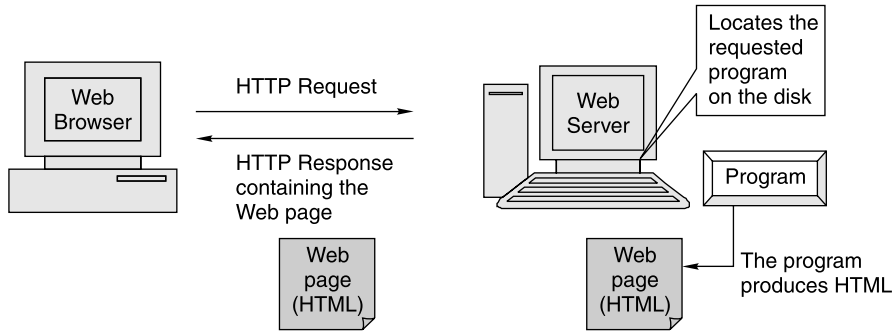 Web
Browser
HTTP Request
HTTP Response
containing the
Web page
Web
page
(HTML)
Web
Server
Locates the
requested
program
on the disk
Program
Web
page
(HTML)
The program
produces HTML